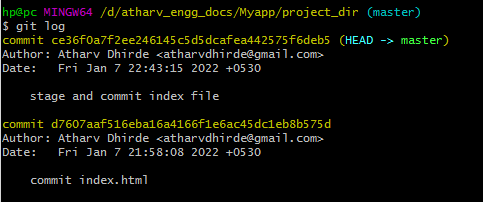 hp@pc MINGW64 /d/atharv_engg_docs/Myapp/project_dir (master)
$ git log
commit ce36f0a7f2ee246145c5d5dcafea442575f6deb5 (HEAD -> master)
Author: Atharv Dhirde <atharvdhirde@gmail.com>
Date:   Fri Jan 7 22:43:15 2022 +0530
    stage and commit index file
commit d7607aaf516eba16a4166f1e6ac45dc1eb8b575d
Author: Atharv Dhirde <atharvdhirde@gmail.com>
Date:   Fri Jan 7 21:58:08 2022 +0530
    commit index.html